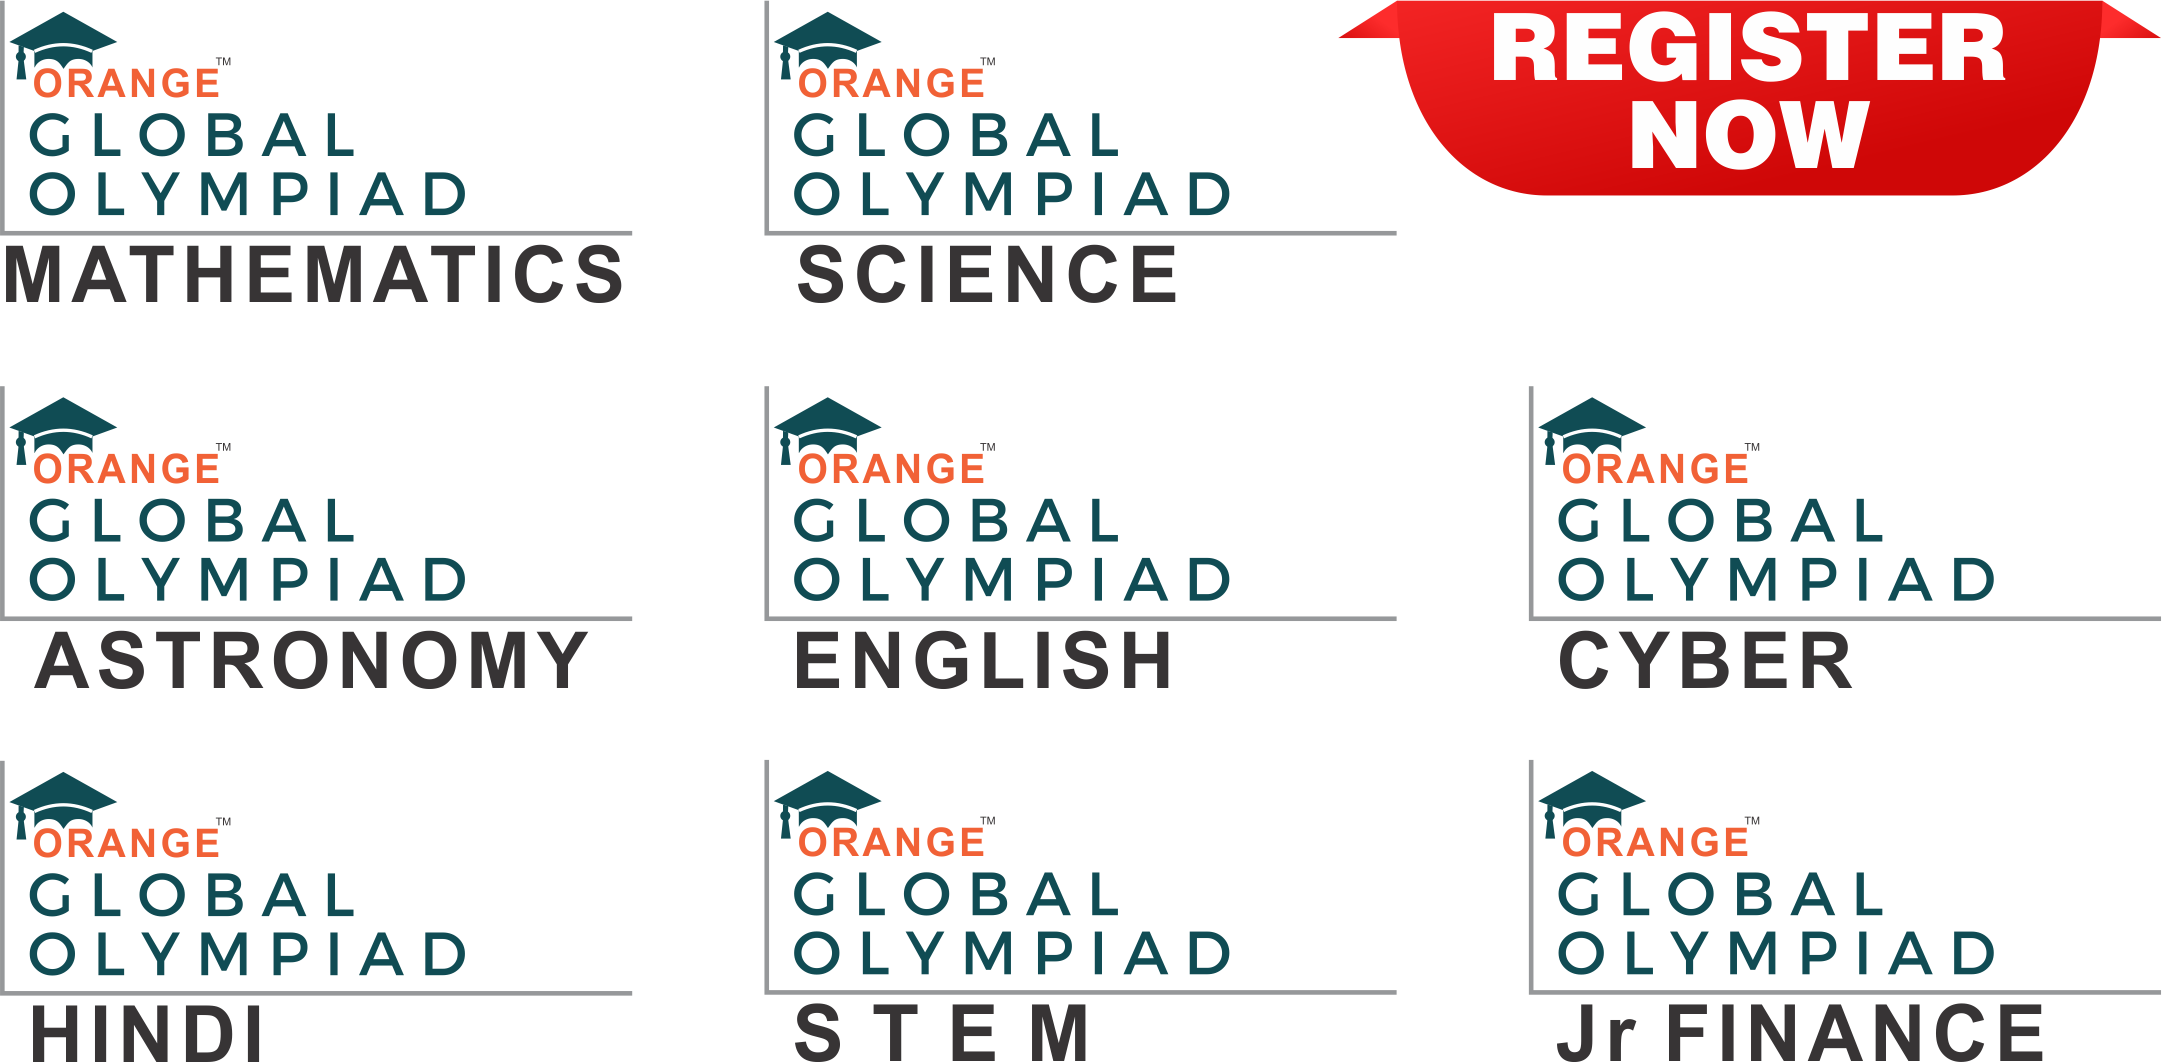 ORANGE™
GLOBAL
OLYMPIAD
MATHEMATICS
ORANGE™
GLOBAL
OLYMPIAD
SCIENCE
REGISTER
NOW
ORANGE™
GLOBAL
OLYMPIAD
ASTRONOMY
ORANGE™
GLOBAL
OLYMPIAD
ENGLISH
ORANGE™
GLOBAL
OLYMPIAD
CYBER
ORANGE™
GLOBAL
OLYMPIAD
HINDI
ORANGE™
GLOBAL
OLYMPIAD
STEM
ORANGE™
GLOBAL
OLYMPIAD
Jr FINANCE